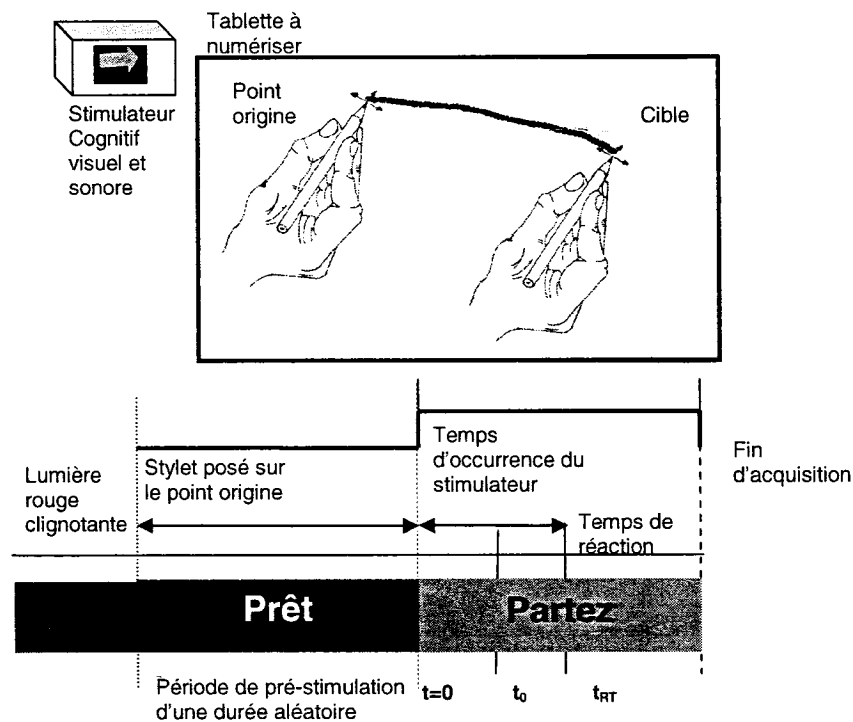 Tablette à
numériser
Stimulateur
Cognitif
visuel et
sonore
Point
origine
Cible
Lumière
rouge
clignotante
Stylet posé sur
le point origine
Temps
d'occurrence du
stimulateur
Fin
d'acquisition
Temps de
réaction
Prêt
Partez
Période de pré-stimulation
d'une durée aléatoire
t=0
t₀
tRT